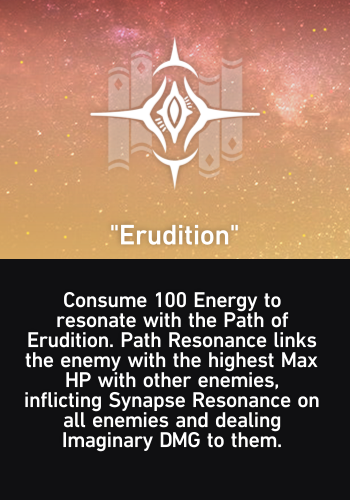 "Erudition"
Consume 100 Energy to
resonate with the Path of
Erudition. Path Resonance links
the enemy with the highest Max
HP with other enemies,
inflicting Synapse Resonance on
all enemies and dealing
Imaginary DMG to them.